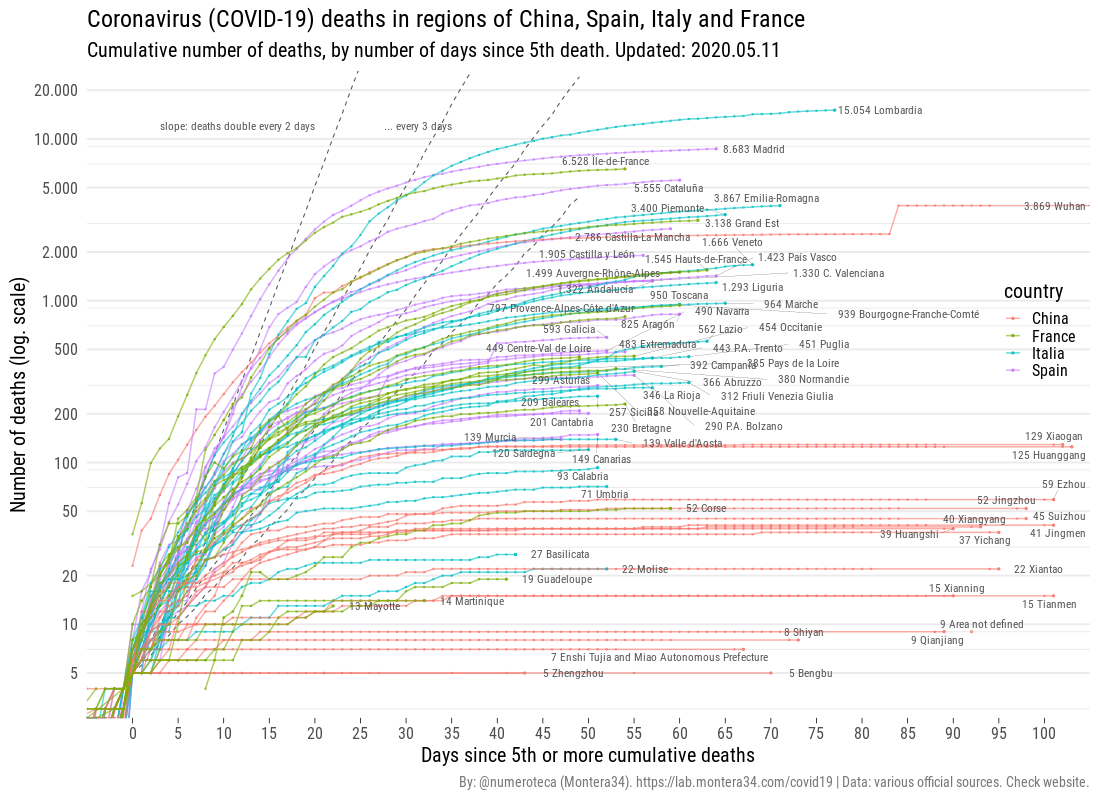 Coronavirus (COVID-19) deaths in regions of China, Spain, Italy and France
Cumulative number of deaths, by number of days since 5th death. Updated: 2020.05.11
Number of deaths (log. scale)
20.000
10.000
5.000
2.000
1.000
500
200
100
50
20
10
5
slope: deaths double every 2 days
... every 3 days
15.054 Lombardia
8.683 Madrid
6.528 Ile-de-France
5.555 Cataluña
3.867 Emilia-Romagna
3.400 Piemonte
3.869 Wuhan
3.138 Grand Est
2.786 Castilla-La Mancha
1.666 Veneto
1.905 Castilla y León
1.545 Hauts-de-France
1.423 País Vasco
1.499 Auvergne-Rhône-Alpes
1.330 C. Valenciana
1.322 Andalucía
1.293 Liguria
950 Toscana
964 Marche
797 Provence-Alpes-Côte d'Azur
490 Navarra
939 Bourgogne-Franche-Comté
825 Aragón
593 Galicia
562 Lazio
454 Occitanie
449 Centre-Val de Loire
483 Extremadura
443 P.A. Trento
451 Puglia
392 Campania
385 Pays de la Loire
299 Asturias
366 Abruzzo
380 Normandie
346 La Rioja
312 Friuli Venezia Giulia
209 Baleares
257 Sicilia
358 Nouvelle-Aquitaine
201 Cantabria
230 Bretagne
290 P.A. Bolzano
139 Murcia
139 Valle d'Aosta
129 Xiaogan
120 Sardegna
149 Canarias
125 Huanggang
93 Calabria
59 Ezhou
71 Umbria
52 Jingzhou
52 Corse
45 Suizhou
40 Xiangyang
39 Huangshi
41 Jingmen
37 Yichang
27 Basilicata
22 Molise
22 Xiantao
19 Guadeloupe
15 Xianning
13 Mayotte
14 Martinique
15 Tianmen
9 Area not defined
8 Shiyan
9 Qianjiang
7 Enshi Tujia and Miao Autonomous Prefecture
5 Zhengzhou
5 Bengbu
country
China
France
Italia
Spain
0 5 10 15 20 25 30 35 40 45 50 55 60 65 70 75 80 85 90 95 100
Days since 5th or more cumulative deaths
By: @numeroteca (Montera34). https://lab.montera34.com/covid19 | Data: various official sources. Check website.